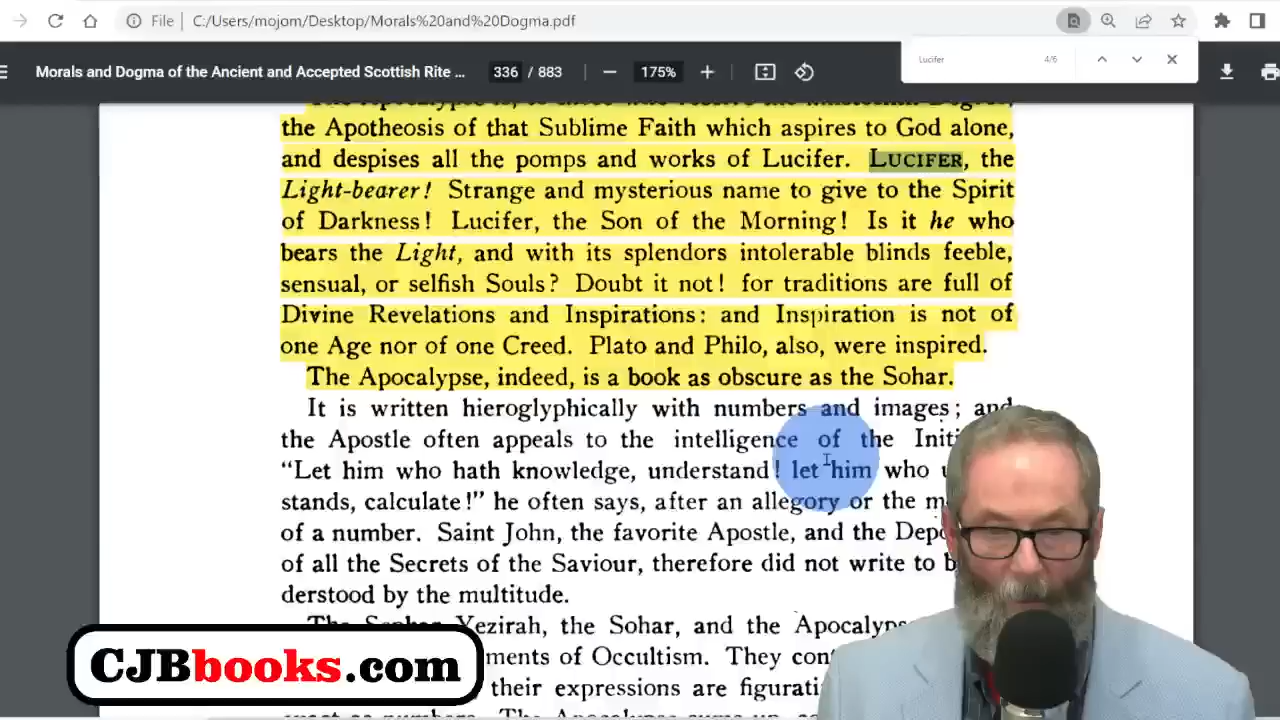 File | C:/Users/mojom/Desktop/Morals%20and%20Dogma.pdf
Lucifer 4/6
Morals and Dogma of the Ancient and Accepted Scottish Rite ... 336 / 883 175%
the Apotheosis of that Sublime Faith which aspires to God alone,
and despises all the pomps and works of Lucifer. LUCIFER, the
Light-bearer! Strange and mysterious name to give to the Spirit
of Darkness! Lucifer, the Son of the Morning! Is it he who
bears the Light, and with its splendors intolerable blinds feeble,
sensual, or selfish Souls? Doubt it not! for traditions are full of
Divine Revelations and Inspirations: and Inspiration is not of
one Age nor of one Creed. Plato and Philo, also, were inspired.
The Apocalypse, indeed, is a book as obscure as the Sohar.
It is written hieroglyphically with numbers and images; and
the Apostle often appeals to the intelligence of the
"Let him who hath knowledge, understand! let him who
stands, calculate!" he often says, after an allegory or the
of a number. Saint John, the favorite Apostle, and the
of all the Secrets of the Saviour, therefore did not write to
derstood by the multitude.
Yezirah, the Sohar, and the
of Occultism. They
their expressions are
CJBbooks.com